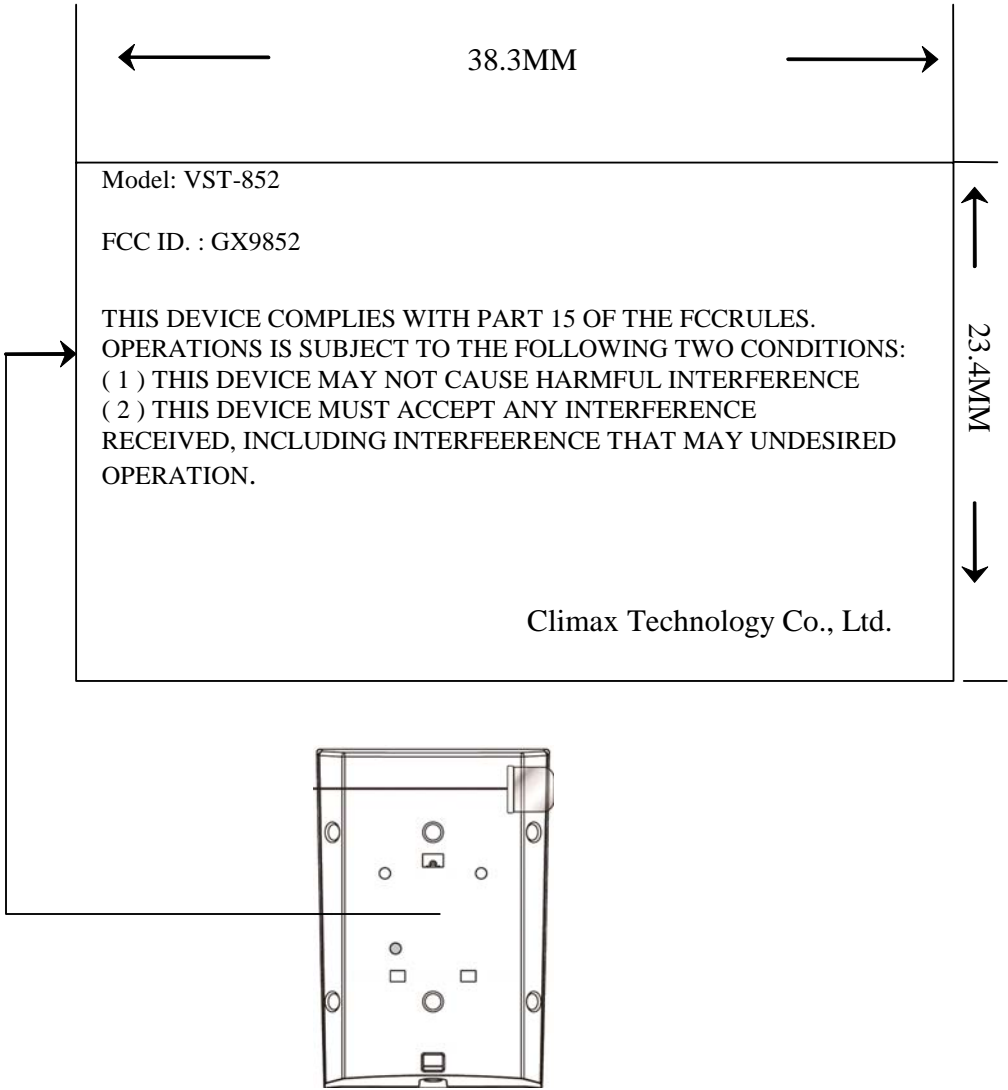 38.3MM
Model: VST-852
FCC ID. : GX9852
THIS DEVICE COMPLIES WITH PART 15 OF THE FCCRULES.
OPERATIONS IS SUBJECT TO THE FOLLOWING TWO CONDITIONS:
( 1 ) THIS DEVICE MAY NOT CAUSE HARMFUL INTERFERENCE
( 2 ) THIS DEVICE MUST ACCEPT ANY INTERFERENCE
RECEIVED, INCLUDING INTERFEERENCE THAT MAY UNDESIRED
OPERATION.
23.4MM
Climax Technology Co., Ltd.